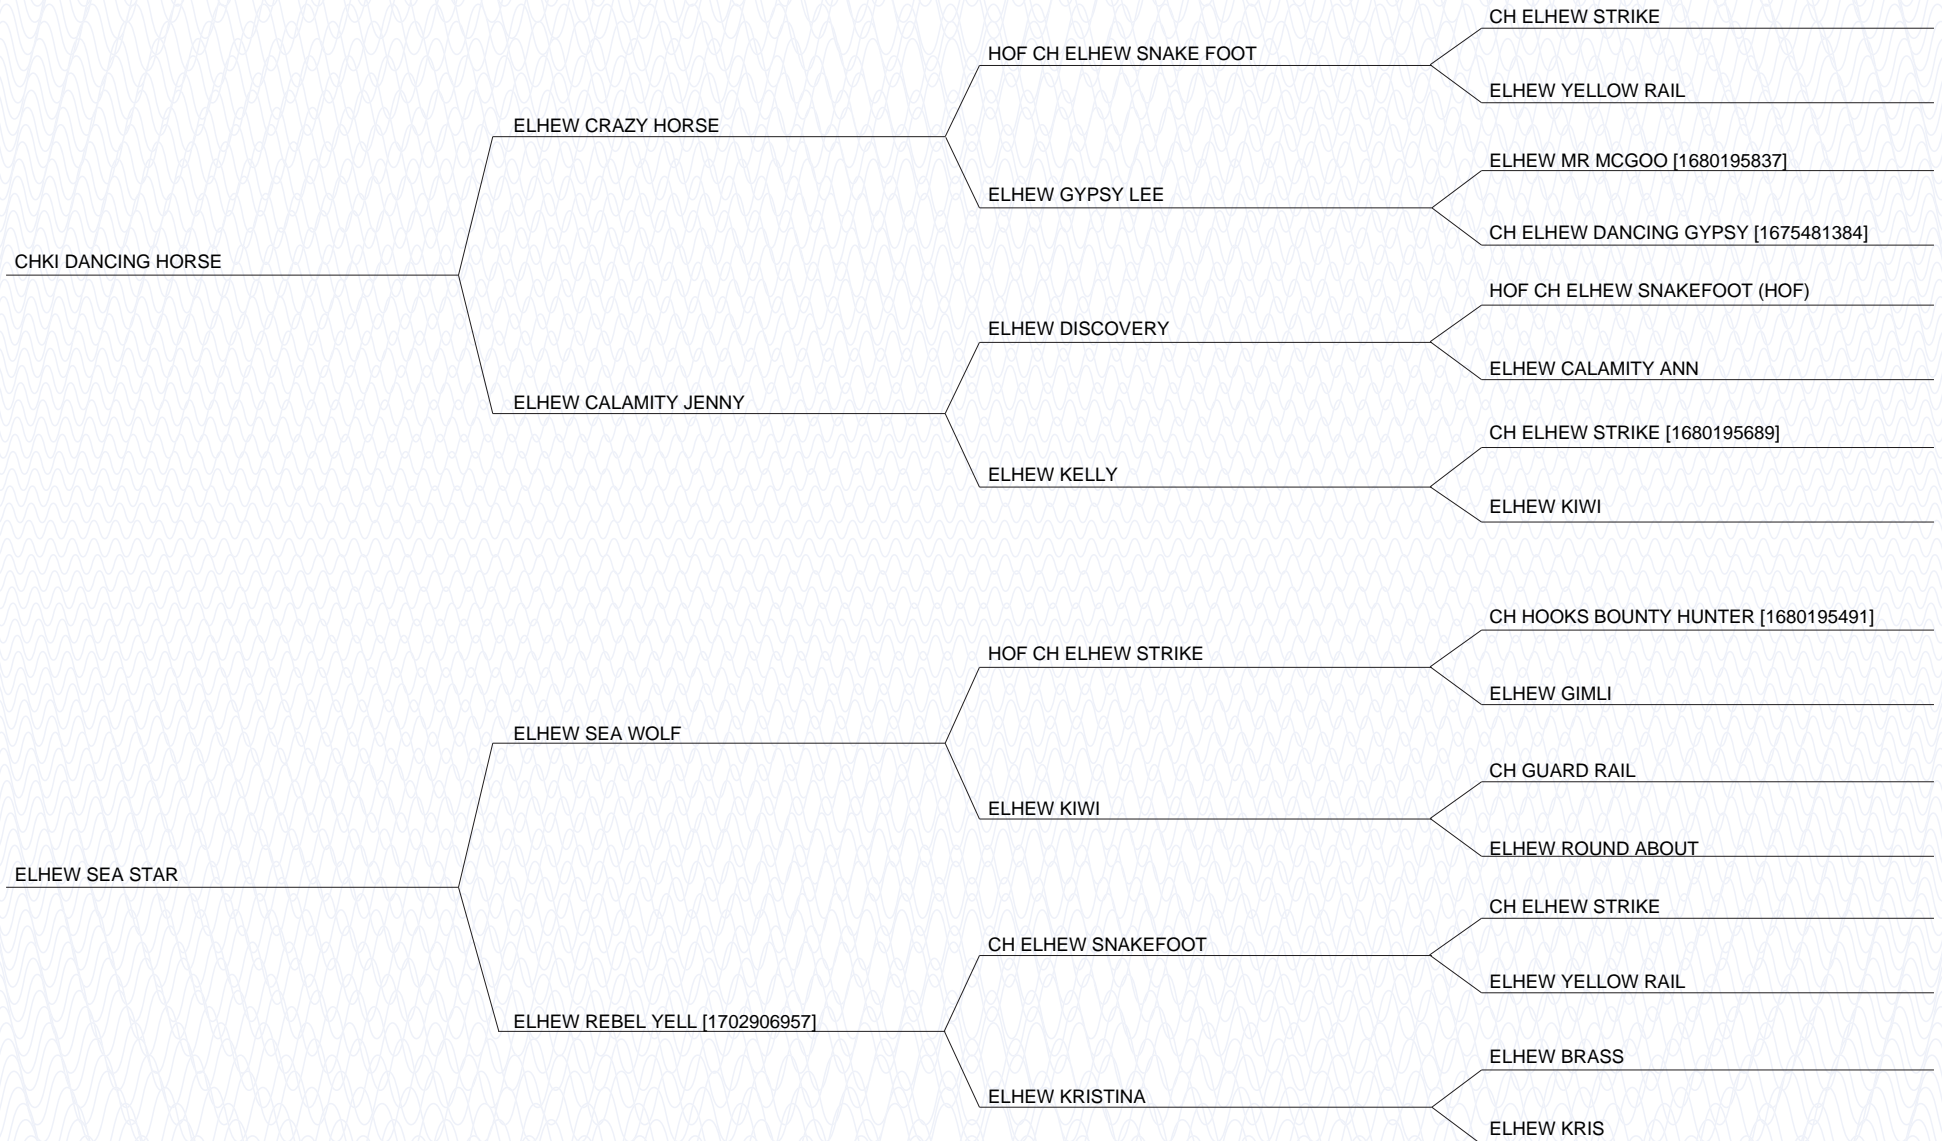 CH ELHEW STRIKE
HOF CH ELHEW SNAKE FOOT
ELHEW YELLOW RAIL
ELHEW CRAZY HORSE
ELHEW MR MCGOO [1680195837]
ELHEW GYPSY LEE
CH ELHEW DANCING GYPSY [1675481384]
CHKI DANCING HORSE
HOF CH ELHEW SNAKEFOOT (HOF)
ELHEW DISCOVERY
ELHEW CALAMITY ANN
ELHEW CALAMITY JENNY
CH ELHEW STRIKE [1680195689]
ELHEW KELLY
ELHEW KIWI
CH HOOKS BOUNTY HUNTER [1680195491]
HOF CH ELHEW STRIKE
ELHEW GIMLI
ELHEW SEA WOLF
CH GUARD RAIL
ELHEW KIWI
ELHEW ROUND ABOUT
ELHEW SEA STAR
CH ELHEW STRIKE
CH ELHEW SNAKEFOOT
ELHEW YELLOW RAIL
ELHEW REBEL YELL [1702906957]
ELHEW BRASS
ELHEW KRISTINA
ELHEW KRIS